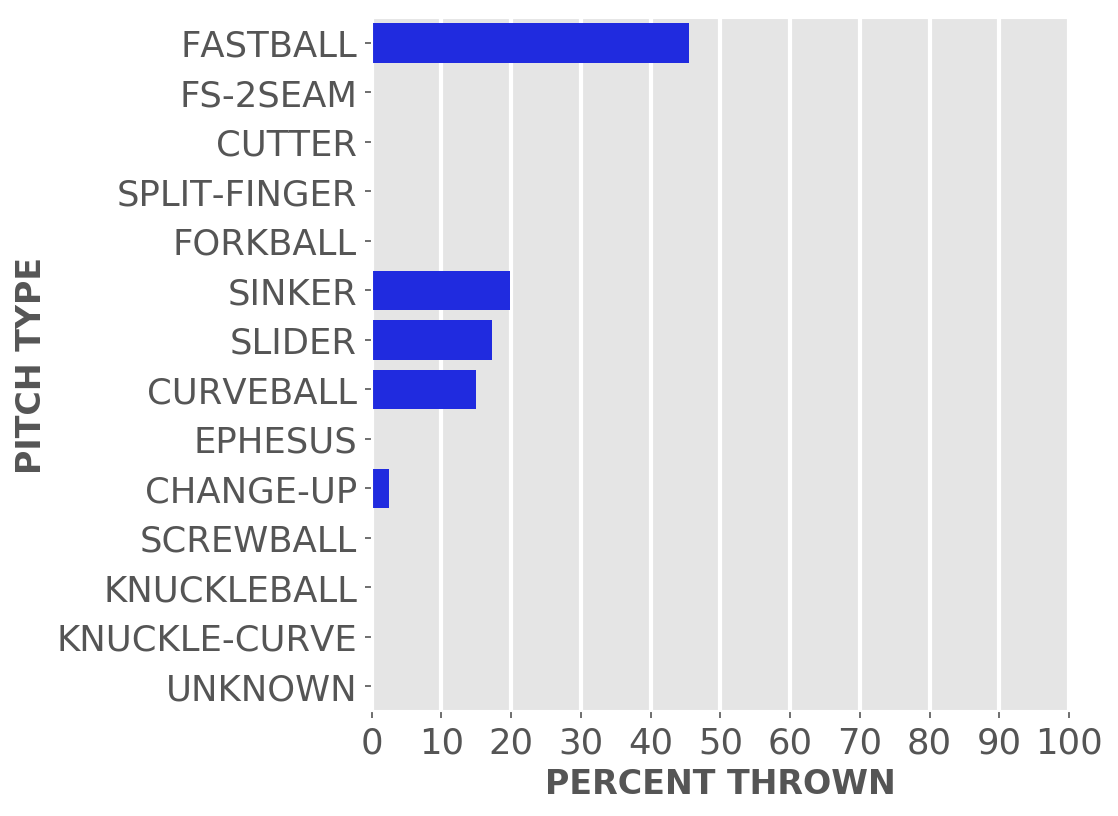 FASTBALL
FS-2SEAM
CUTTER
SPLIT-FINGER
FORKBALL
SINKER
SLIDER
CURVEBALL
EPHESUS
CHANGE-UP
SCREWBALL
KNUCKLEBALL
KNUCKLE-CURVE
UNKNOWN
PITCH TYPE
0 10 20 30 40 50 60 70 80 90 100
PERCENT THROWN